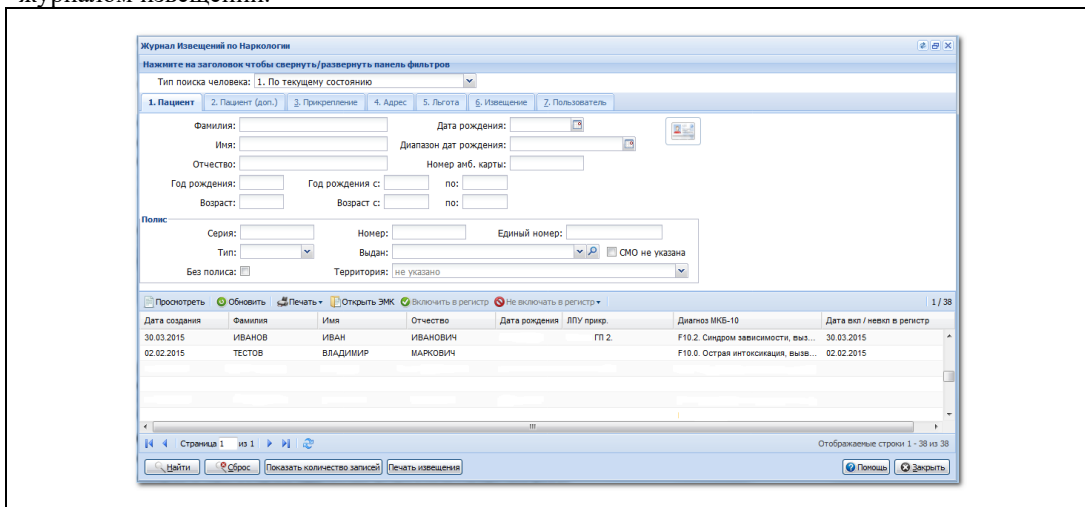 журналом извещений.
Журнал Извещений по Наркологии
Нажмите на заголовок чтобы свернуть/развернуть панель фильтров
Тип поиска человека: 1. По текущему состоянию
1. Пациент 2. Пациент (доп.) 3. Прикрепление 4. Адрес 5. Льгота 6. Извещение 7. Пользователь
Фамилия: Дата рождения:
Имя: Диапазон дат рождения:
Отчество: Номер амб. карты:
Год рождения: Год рождения с: по:
Возраст: Возраст с: по:
Полис
Серия: Номер: Единый номер:
Тип: Выдан: СМО не указана
Без полиса: Территория: не указано
Просмотреть Обновить Печать Открыть ЭМК Включить в регистр Не включать в регистр 1 / 38
Дата создания Фамилия Имя Отчество Дата рождения ЛПУ прикр. Диагноз МКБ-10 Дата вкл / невкл в регистр
30.03.2015 ИВАНОВ ИВАН ИВАНОВИЧ ГП 2. F10.2. Синдром зависимости, выз... 30.03.2015
02.02.2015 ТЕСТОВ ВЛАДИМИР МАРКОВИЧ F10.0. Острая интоксикация, вызв... 02.02.2015
Страница 1 из 1 Отображаемые строки 1 - 38 из 38
Найти Сброс Показать количество записей Печать извещения Помощь Закрыть